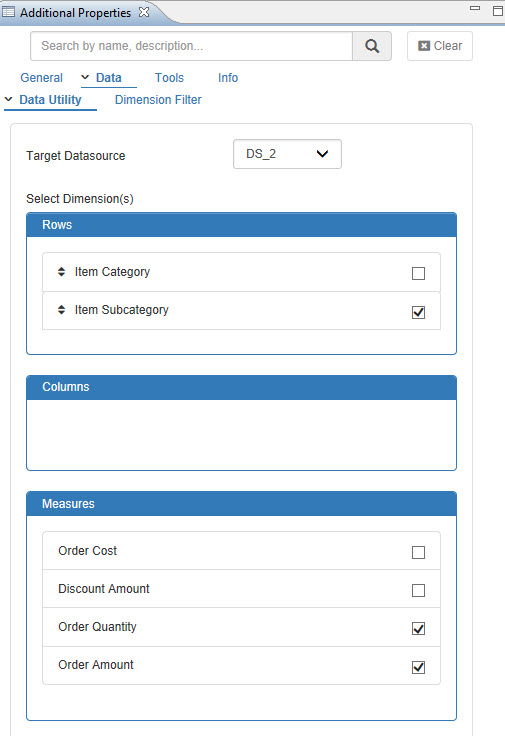 Additional Properties
Search by name, description...
Clear
General Data Tools Info
Data Utility Dimension Filter
Target Datasource DS_2
Select Dimension(s)
Rows
Item Category
Item Subcategory
Columns
Measures
Order Cost
Discount Amount
Order Quantity
Order Amount